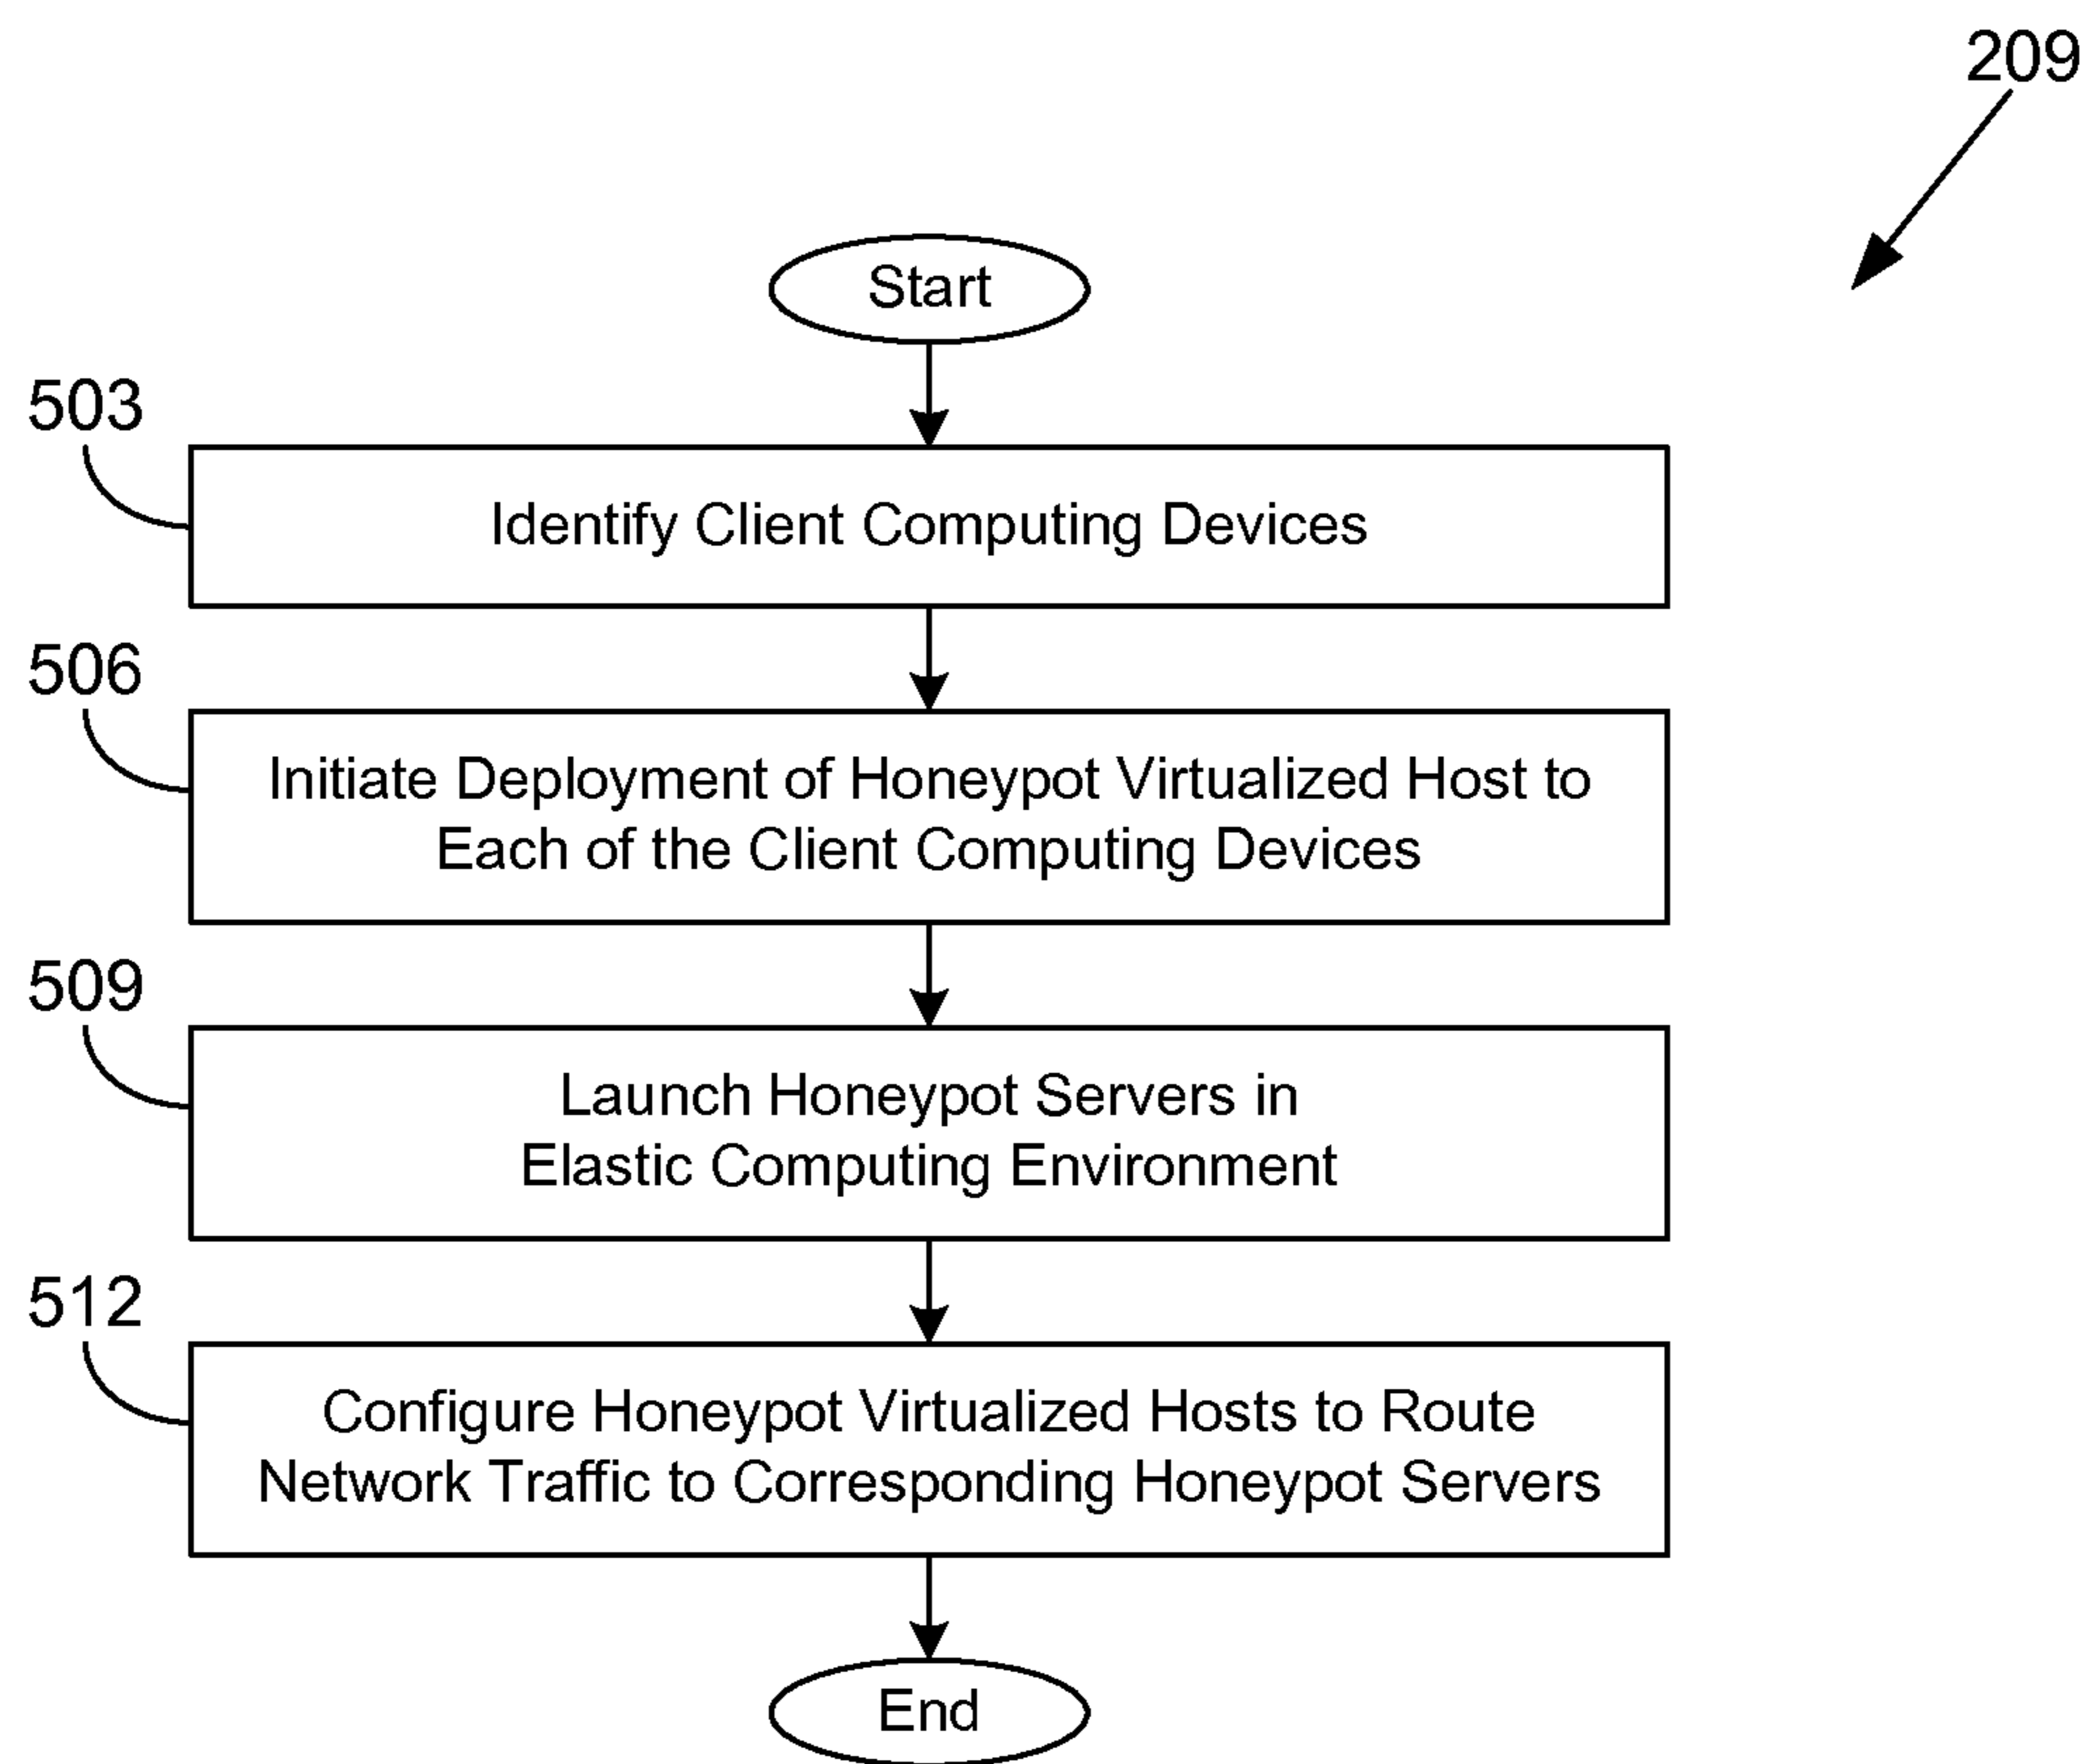 209
Start
503
Identify Client Computing Devices
506
Initiate Deployment of Honeypot Virtualized Host to
Each of the Client Computing Devices
509
Launch Honeypot Servers in
Elastic Computing Environment
512
Configure Honeypot Virtualized Hosts to Route
Network Traffic to Corresponding Honeypot Servers
End